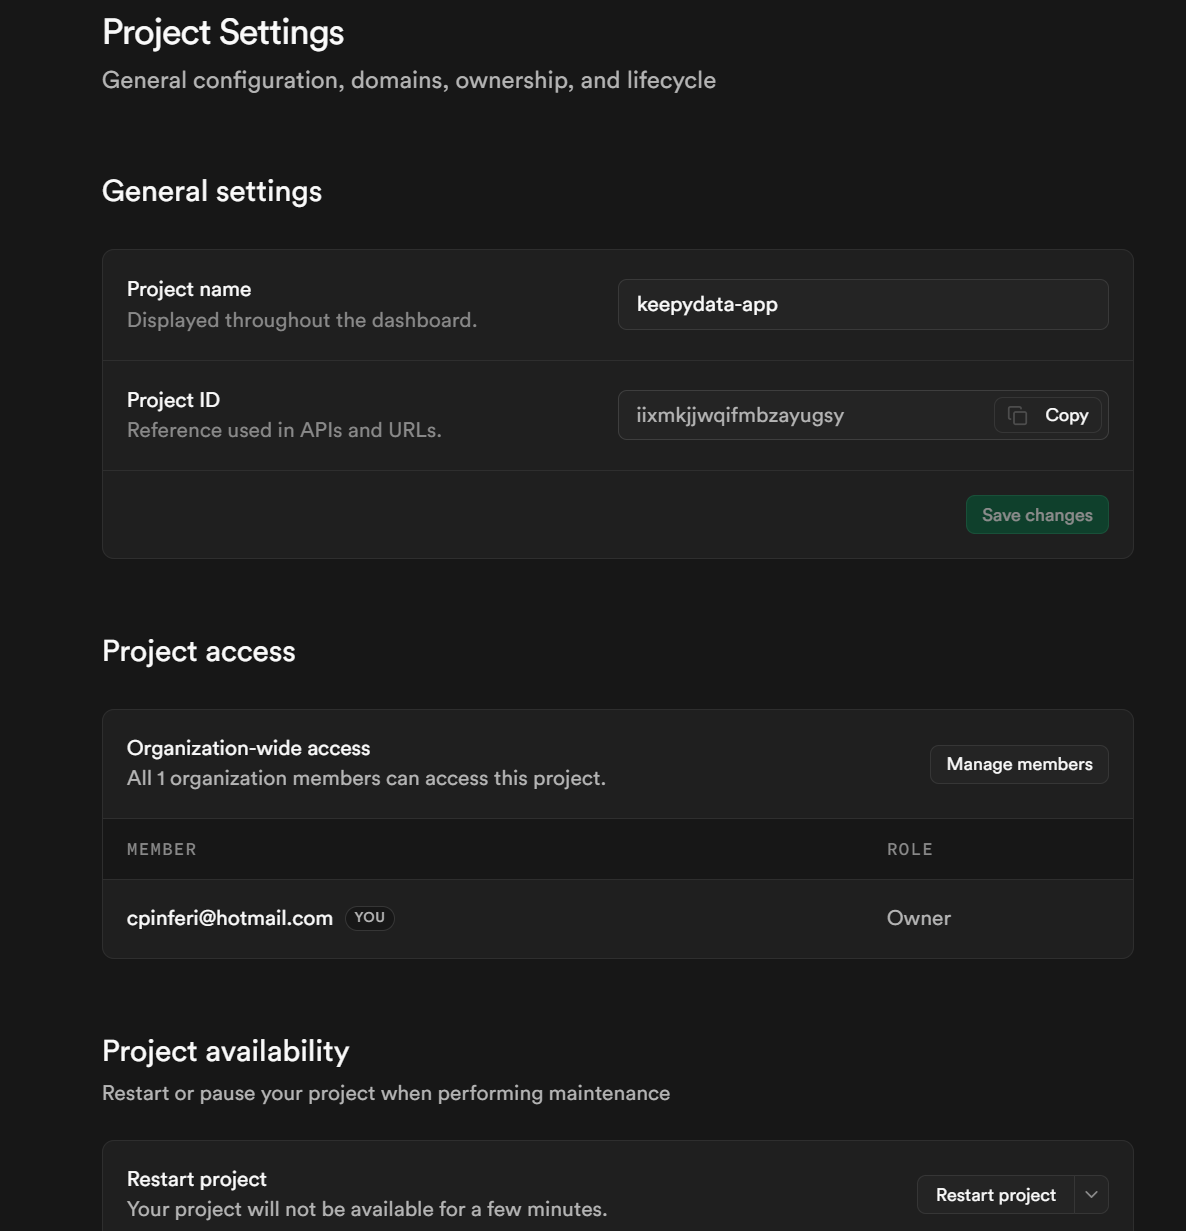 Project Settings
General configuration, domains, ownership, and lifecycle
General settings
Project name
Displayed throughout the dashboard.
keepydata-app
Project ID
Reference used in APIs and URLs.
iixmkjjwqifmbzayugsy
Copy
Save changes
Project access
Organization-wide access
All 1 organization members can access this project.
Manage members
MEMBER
ROLE
cpinferi@hotmail.com
YOU
Owner
Project availability
Restart or pause your project when performing maintenance
Restart project
Your project will not be available for a few minutes.
Restart project